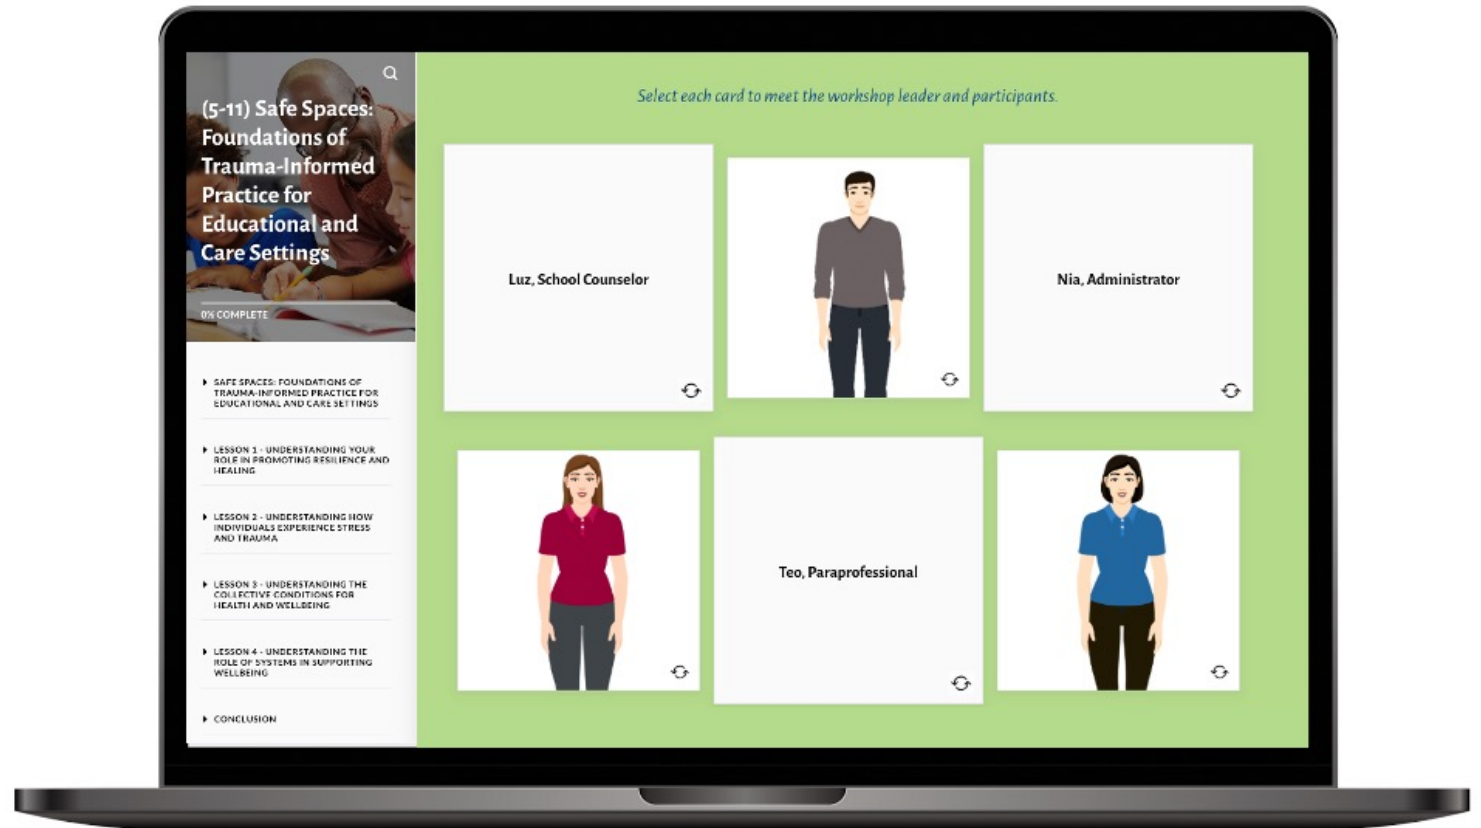 (5-11) Safe Spaces:
Foundations of
Trauma-Informed
Practice for
Educational and
Care Settings
0% COMPLETE
SAFE SPACES: FOUNDATIONS OF
TRAUMA-INFORMED PRACTICE FOR
EDUCATIONAL AND CARE SETTINGS
LESSON 1 - UNDERSTANDING YOUR
ROLE IN PROMOTING RESILIENCE AND
HEALING
LESSON 2 - UNDERSTANDING HOW
INDIVIDUALS EXPERIENCE STRESS
AND TRAUMA
LESSON 3 - UNDERSTANDING THE
COLLECTIVE CONDITIONS FOR
HEALTH AND WELLBEING
LESSON 4 - UNDERSTANDING THE
ROLE OF SYSTEMS IN SUPPORTING
WELLBEING
CONCLUSION
Select each card to meet the workshop leader and participants.
Luz, School Counselor
Nia, Administrator
Teo, Paraprofessional